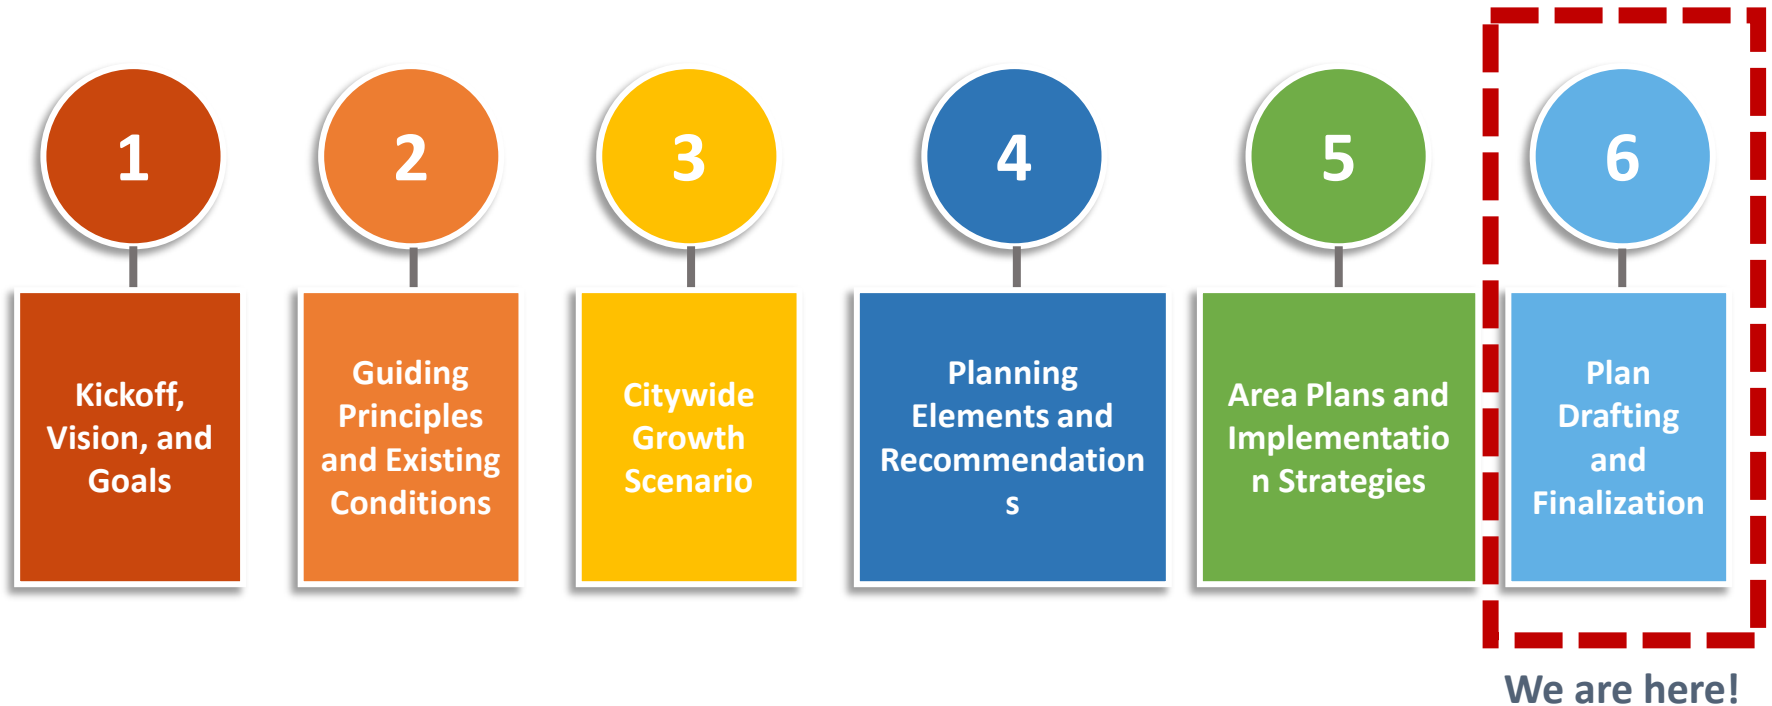 1
Kickoff,
Vision, and
Goals
2
Guiding
Principles
and Existing
Conditions
3
Citywide
Growth
Scenario
4
Planning
Elements and
Recommendation
s
5
Area Plans and
Implementatio
n Strategies
6
Plan
Drafting
and
Finalization
We are here!